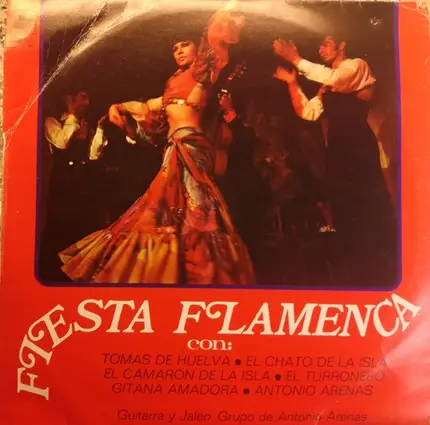 FIESTA FLAMENCA
con:
TOMAS DE HUELVA • EL CHATO DE LA ISLA
EL CAMARON DE LA ISLA • EL TURRONERO
GITANA AMADORA • ANTONIO ARENAS
Guitarra y Jaleo Grupo de Antonio Arenas